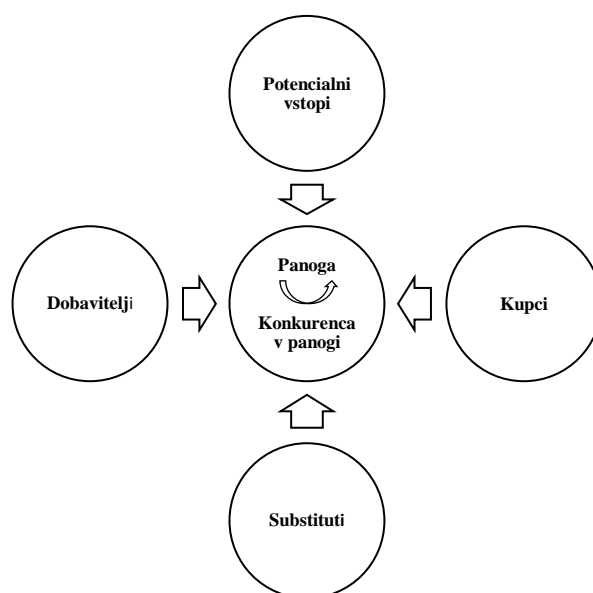 Potencialni
vstopi
Dobavitelji
Panoga
Konkurenca
v panogi
Kupci
Substituti